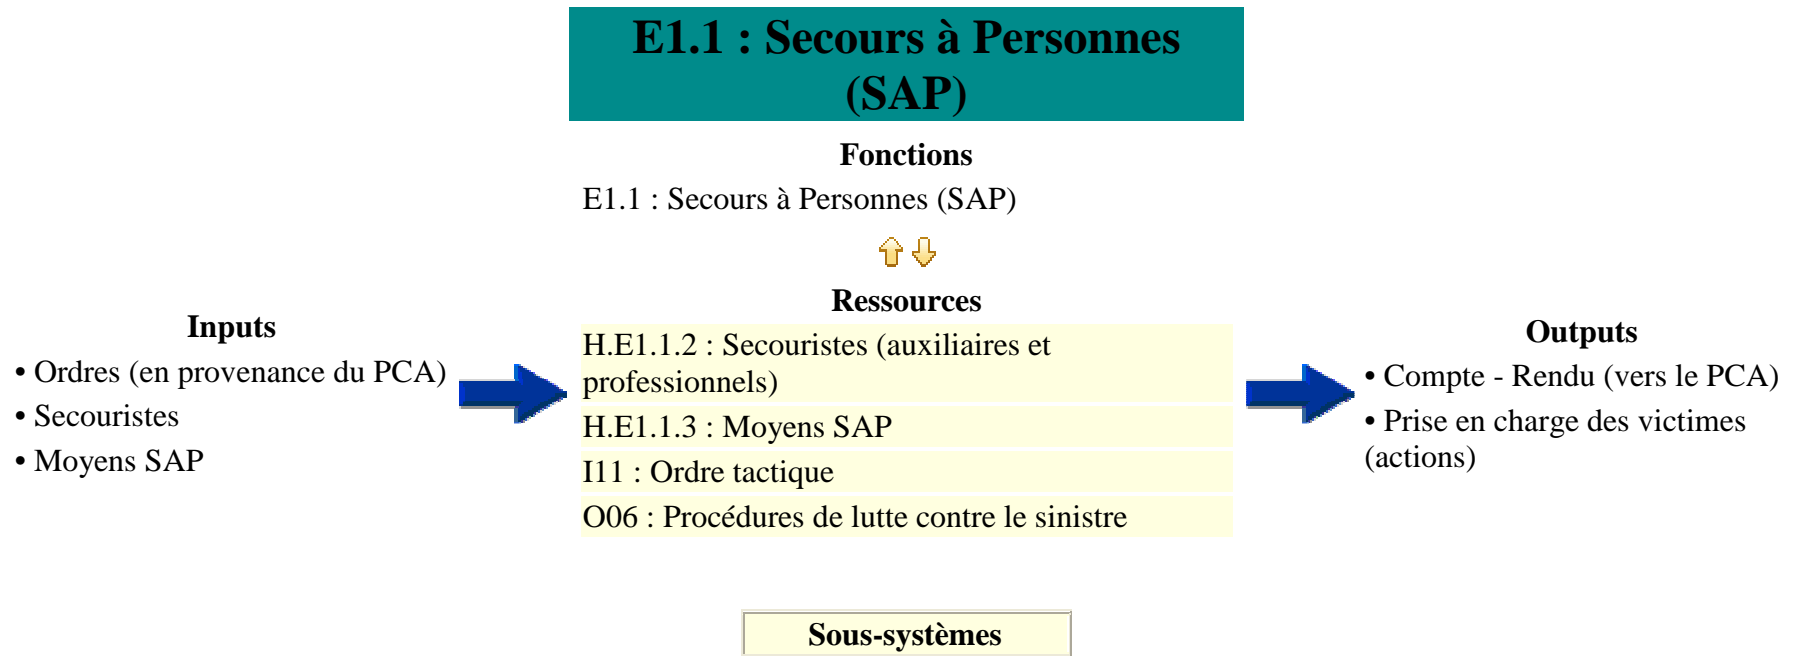 E1.1 : Secours à Personnes
(SAP)
Fonctions
E1.1 : Secours à Personnes (SAP)
Ressources
H.E1.1.2 : Secouristes (auxiliaires et
professionnels)
H.E1.1.3 : Moyens SAP
I11 : Ordre tactique
O06 : Procédures de lutte contre le sinistre
Inputs
• Ordres (en provenance du PCA)
• Secouristes
• Moyens SAP
Outputs
• Compte - Rendu (vers le PCA)
• Prise en charge des victimes
(actions)
Sous-systèmes